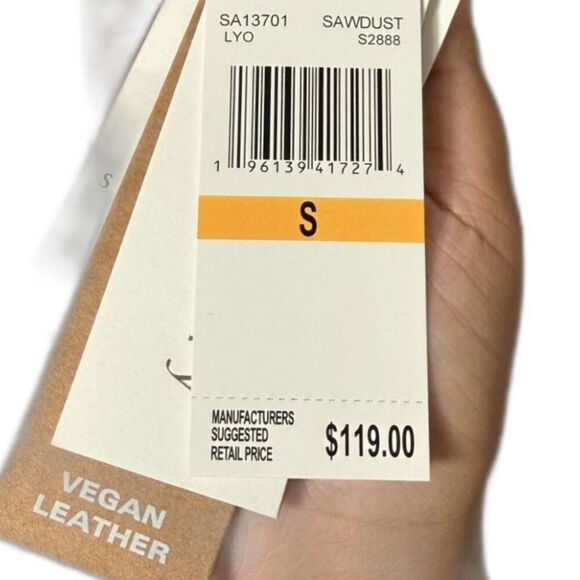 SA13701 SAWDUST
LYO S2888
1 96139 41727 4
S
MANUFACTURERS
SUGGESTED
RETAIL PRICE
$119.00
VEGAN
LEATHER
S